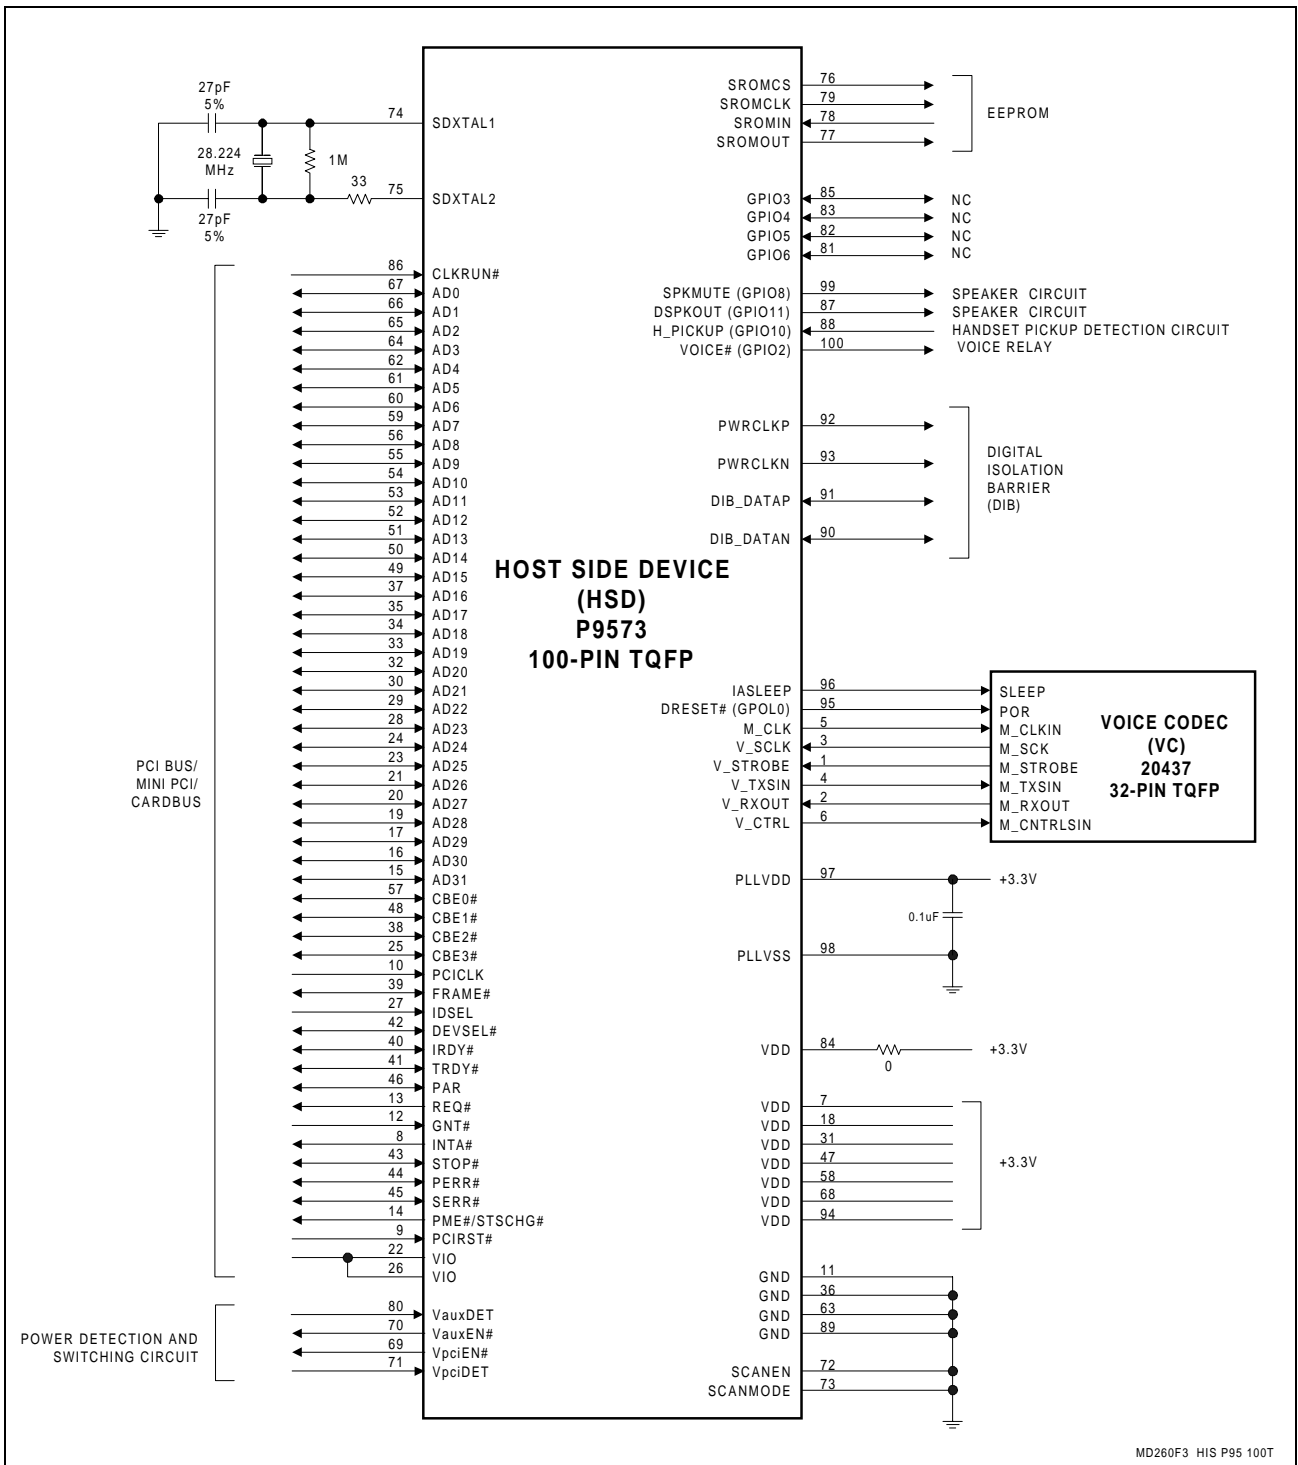 27pF
5%
28.224
MHz
1M
33
27pF
5%
74 SDXTAL1
75 SDXTAL2
PCI BUS/
MINI PCI/
CARDBUS
86 CLKRUN#
67 AD0
66 AD1
65 AD2
64 AD3
62 AD4
61 AD5
60 AD6
59 AD7
56 AD8
55 AD9
54 AD10
53 AD11
52 AD12
51 AD13
50 AD14
49 AD15
37 AD16
35 AD17
34 AD18
33 AD19
32 AD20
30 AD21
29 AD22
28 AD23
24 AD24
23 AD25
21 AD26
20 AD27
19 AD28
17 AD29
16 AD30
15 AD31
57 CBE0#
48 CBE1#
38 CBE2#
25 CBE3#
10 PCICLK
39 FRAME#
27 IDSEL
42 DEVSEL#
40 IRDY#
41 TRDY#
46 PAR
13 REQ#
12 GNT#
8 INTA#
43 STOP#
44 PERR#
45 SERR#
14 PME#/STSCHG#
9 PCIRST#
22 VIO
26 VIO
POWER DETECTION AND
SWITCHING CIRCUIT
80 VauxDET
70 VauxEN#
69 VpciEN#
71 VpciDET
HOST SIDE DEVICE
(HSD)
P9573
100-PIN TQFP
SROMCS 76
SROMCLK 79
SROMIN 78
SROMOUT 77
EEPROM
GPIO3 85 NC
GPIO4 83 NC
GPIO5 82 NC
GPIO6 81 NC
SPKMUTE (GPIO8) 99 SPEAKER CIRCUIT
DSPKOUT (GPIO11) 87 SPEAKER CIRCUIT
H_PICKUP (GPIO10) 88 HANDSET PICKUP DETECTION CIRCUIT
VOICE# (GPIO2) 100 VOICE RELAY
PWRCLKP 92
PWRCLKN 93
DIB_DATAP 91
DIB_DATAN 90
DIGITAL
ISOLATION
BARRIER
(DIB)
IASLEEP 96 SLEEP
DRESET# (GPOL0) 95 POR
M_CLK 5 M_CLKIN
V_SCLK 3 M_SCK
V_STROBE 1 M_STROBE
V_TXSIN 4 M_TXSIN
V_RXOUT 2 M_RXOUT
V_CTRL 6 M_CNTRLSIN
VOICE CODEC
(VC)
20437
32-PIN TQFP
PLLVDD 97 +3.3V
0.1uF
PLLVSS 98
VDD 84 0 +3.3V
VDD 7
VDD 18
VDD 31
VDD 47
VDD 58
VDD 68
VDD 94
+3.3V
GND 11
GND 36
GND 63
GND 89
SCANEN 72
SCANMODE 73
MD260F3 HIS P95 100T